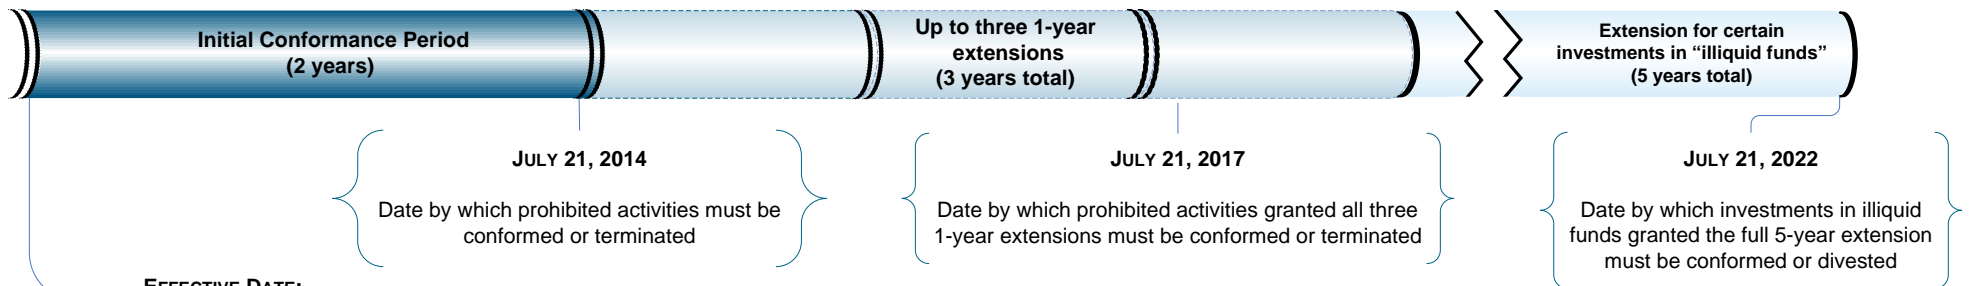 Initial Conformance Period
(2 years)
Up to three 1-year
extensions
(3 years total)
Extension for certain
investments in “illiquid funds”
(5 years total)
JULY 21, 2014
Date by which prohibited activities must be
conformed or terminated
JULY 21, 2017
Date by which prohibited activities granted all three
1-year extensions must be conformed or terminated
JULY 21, 2022
Date by which investments in illiquid
funds granted the full 5-year extension
must be conformed or divested
EFFECTIVE DATE: